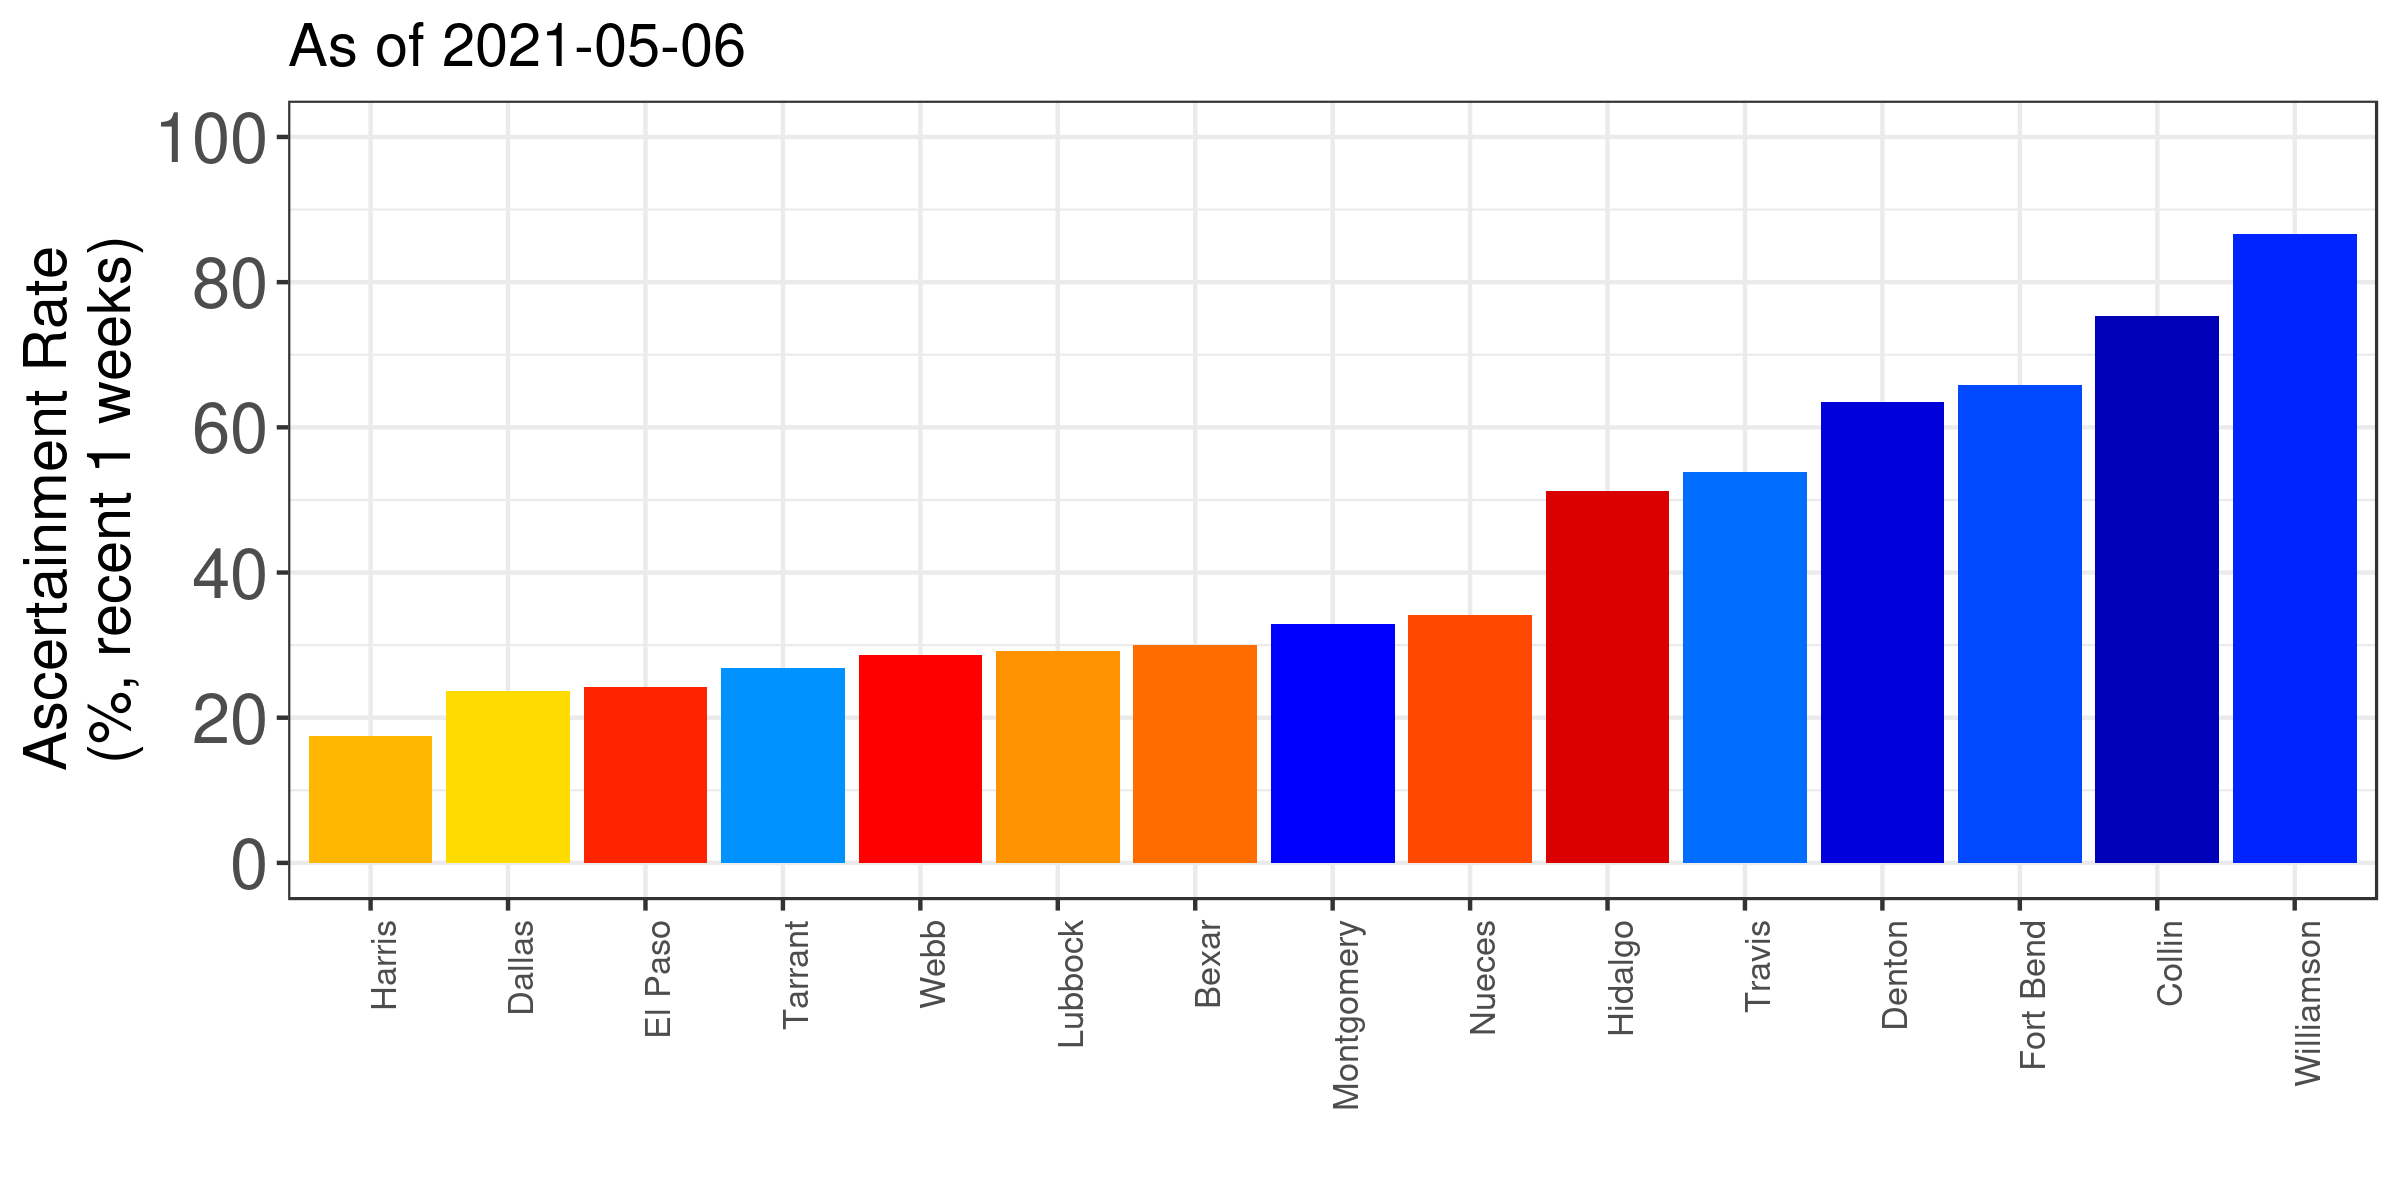 As of 2021-05-06
Ascertainment Rate
(%, recent 1 weeks)
100
80
60
40
20
0
Harris
Dallas
El Paso
Tarrant
Webb
Lubbock
Bexar
Montgomery
Nueces
Hidalgo
Travis
Denton
Fort Bend
Collin
Williamson